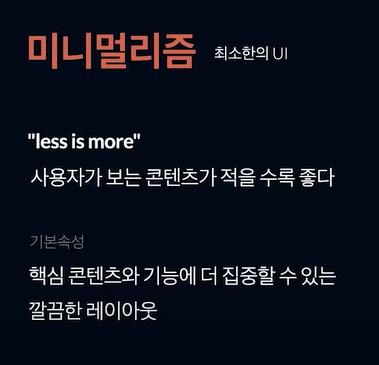 미니멀리즘 최소한의 UI
"less is more"
사용자가 보는 콘텐츠가 적을 수록 좋다
기본속성
핵심 콘텐츠와 기능에 더 집중할 수 있는
깔끔한 레이아웃